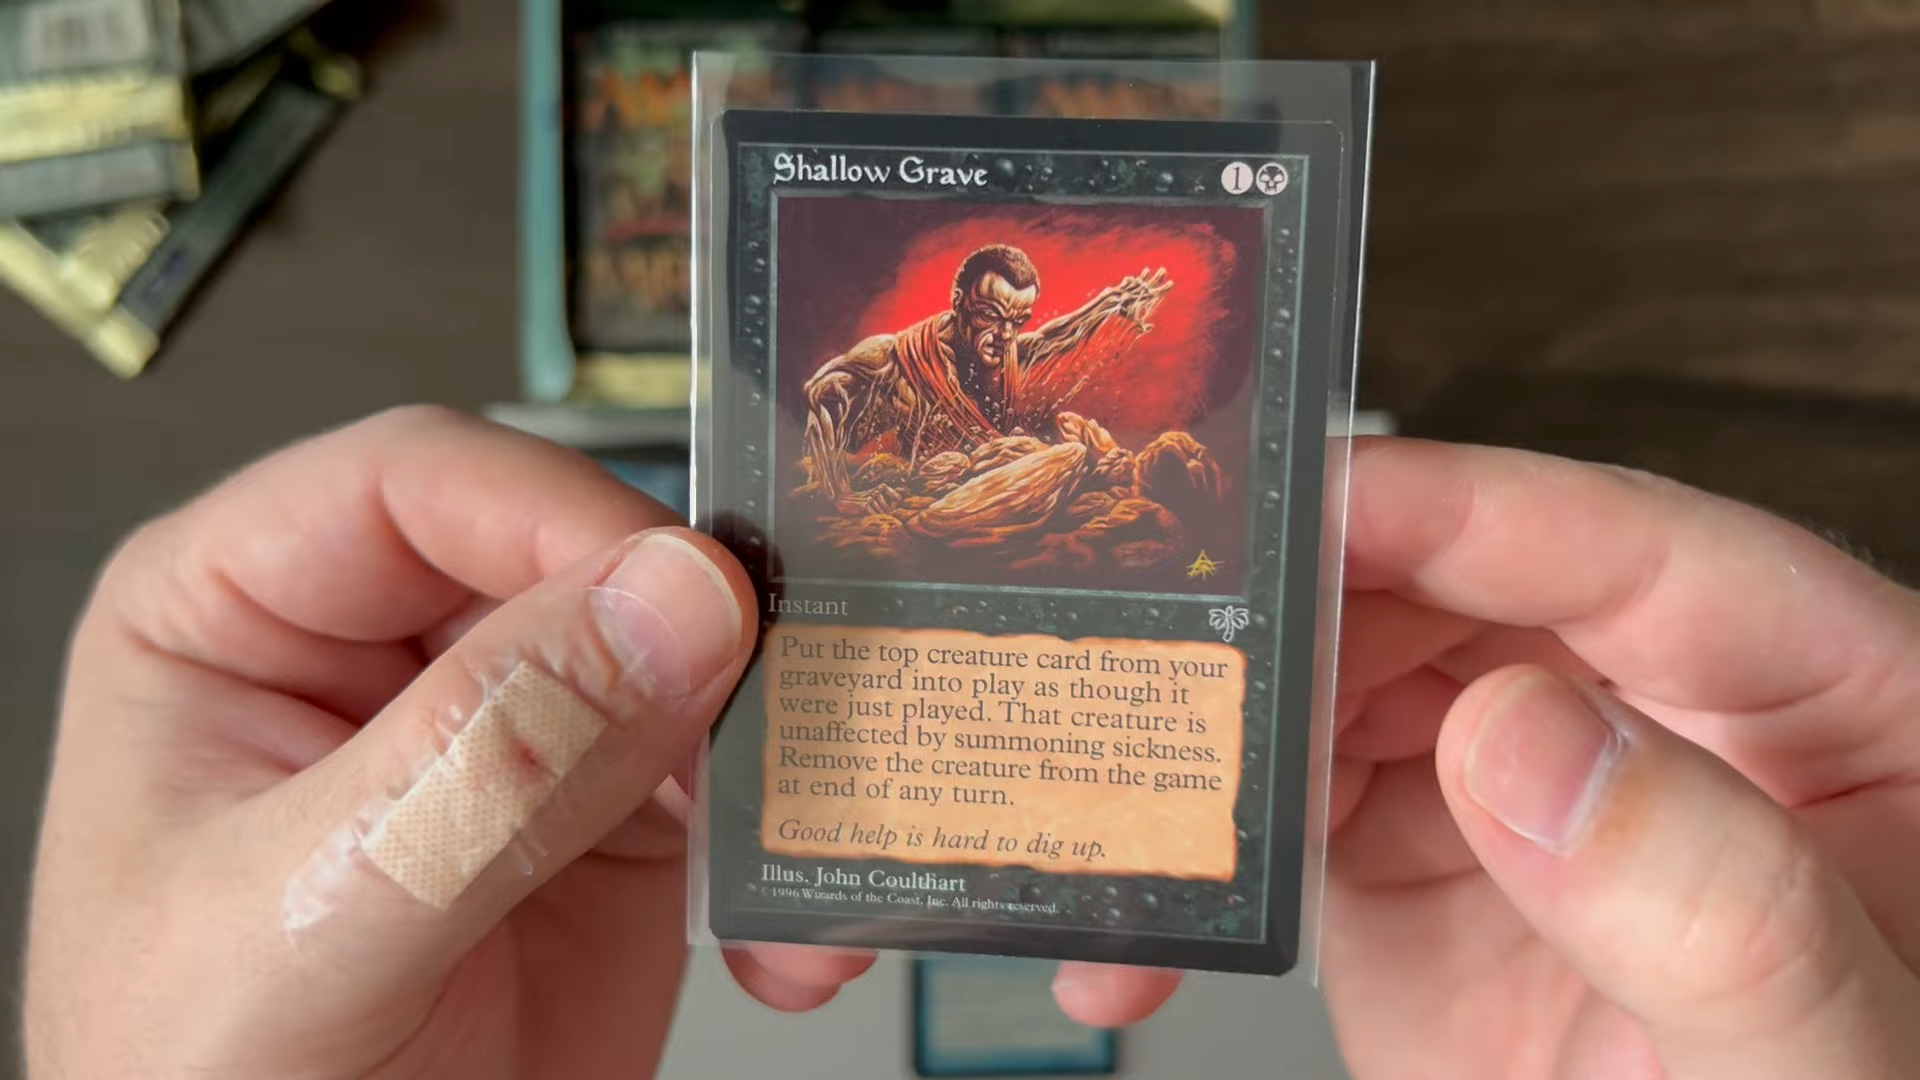 Shallow Grave
1
Instant
Put the top creature card from your
graveyard into play as though it
were just played. That creature is
unaffected by summoning sickness.
Remove the creature from the game
at end of any turn.
Good help is hard to dig up.
Illus. John Coulthart
© 1996 Wizards of the Coast, Inc. All rights reserved.